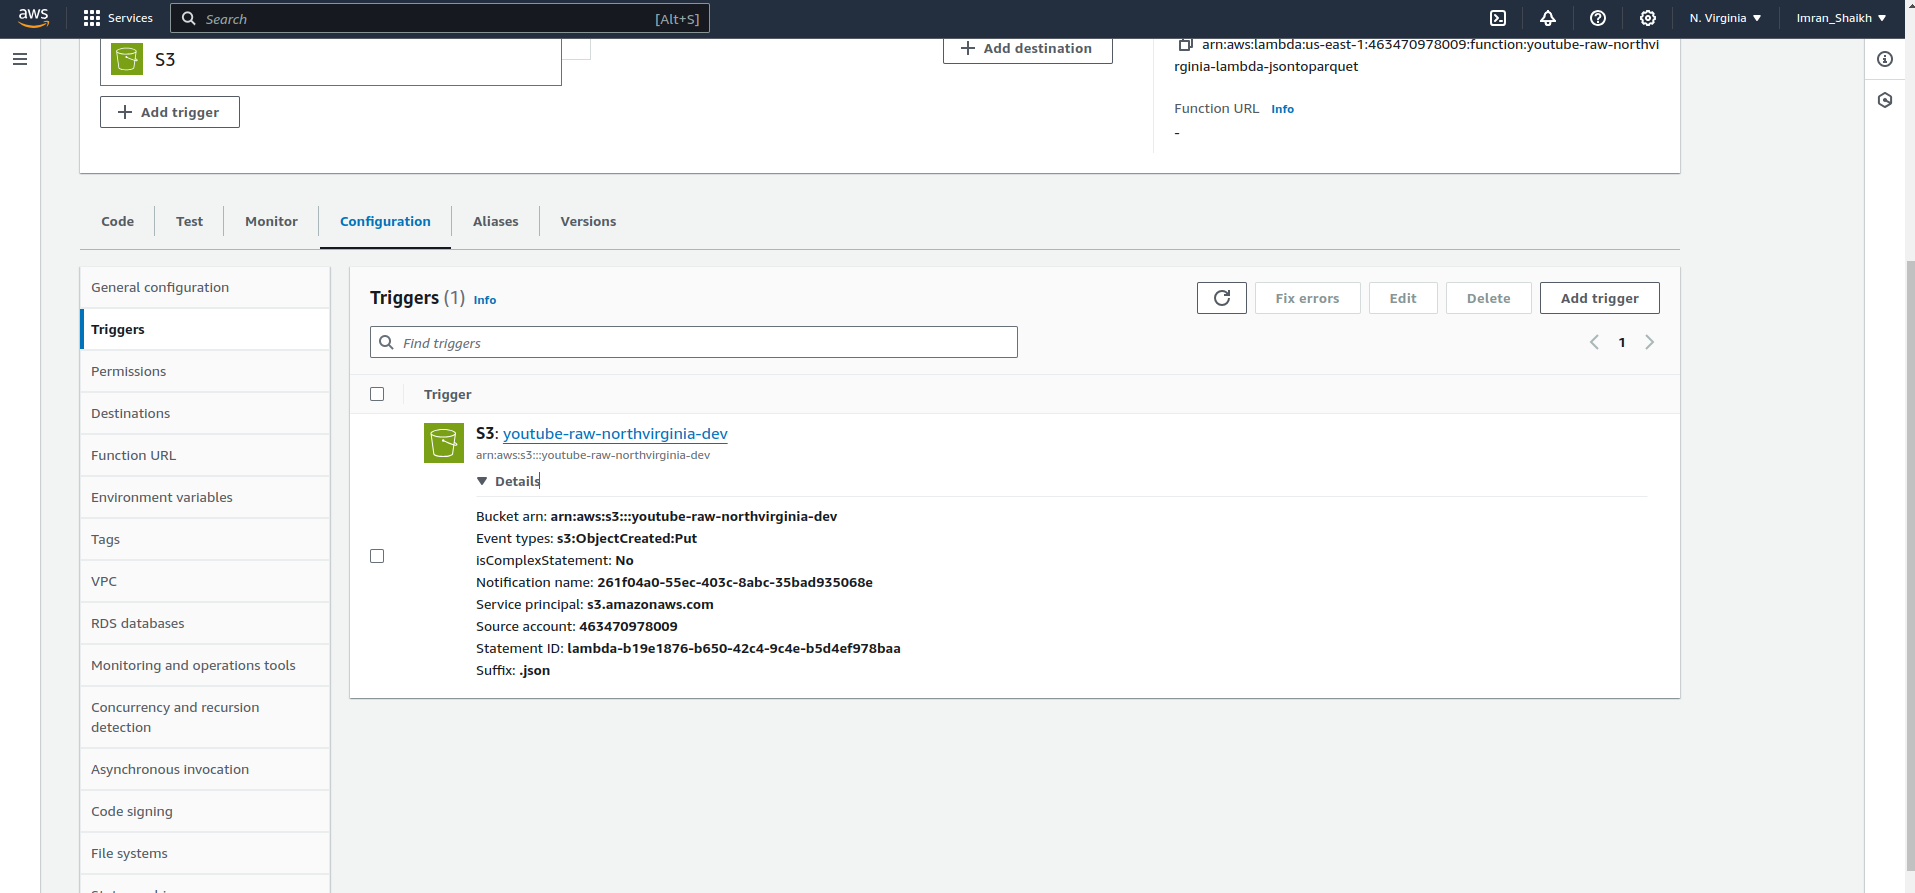 aws
Services
Search
[Alt+S]
N. Virginia
Imran_Shaikh
S3
Add trigger
Add destination
arn:aws:lambda:us-east-1:463470978009:function:youtube-raw-northvi
rginia-lambda-jsontoparquet
Function URL Info
-
Code
Test
Monitor
Configuration
Aliases
Versions
General configuration
Triggers
Permissions
Destinations
Function URL
Environment variables
Tags
VPC
RDS databases
Monitoring and operations tools
Concurrency and recursion
detection
Asynchronous invocation
Code signing
File systems
Triggers (1) Info
Fix errors
Edit
Delete
Add trigger
Find triggers
1
Trigger
S3: youtube-raw-northvirginia-dev
arn:aws:s3:::youtube-raw-northvirginia-dev
Details
Bucket arn: arn:aws:s3:::youtube-raw-northvirginia-dev
Event types: s3:ObjectCreated:Put
isComplexStatement: No
Notification name: 261f04a0-55ec-403c-8abc-35bad935068e
Service principal: s3.amazonaws.com
Source account: 463470978009
Statement ID: lambda-b19e1876-b650-42c4-9c4e-b5d4ef978baa
Suffix: .json